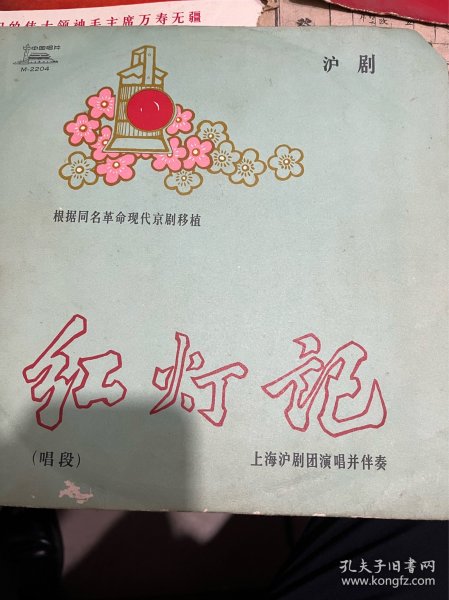 的伟大领袖毛主席万寿无疆
中国唱片
M-2204
沪剧
根据同名革命现代京剧移植
红灯记
(唱段)
上海沪剧团演唱并伴奏
孔夫子旧书网
www.kongfz.com